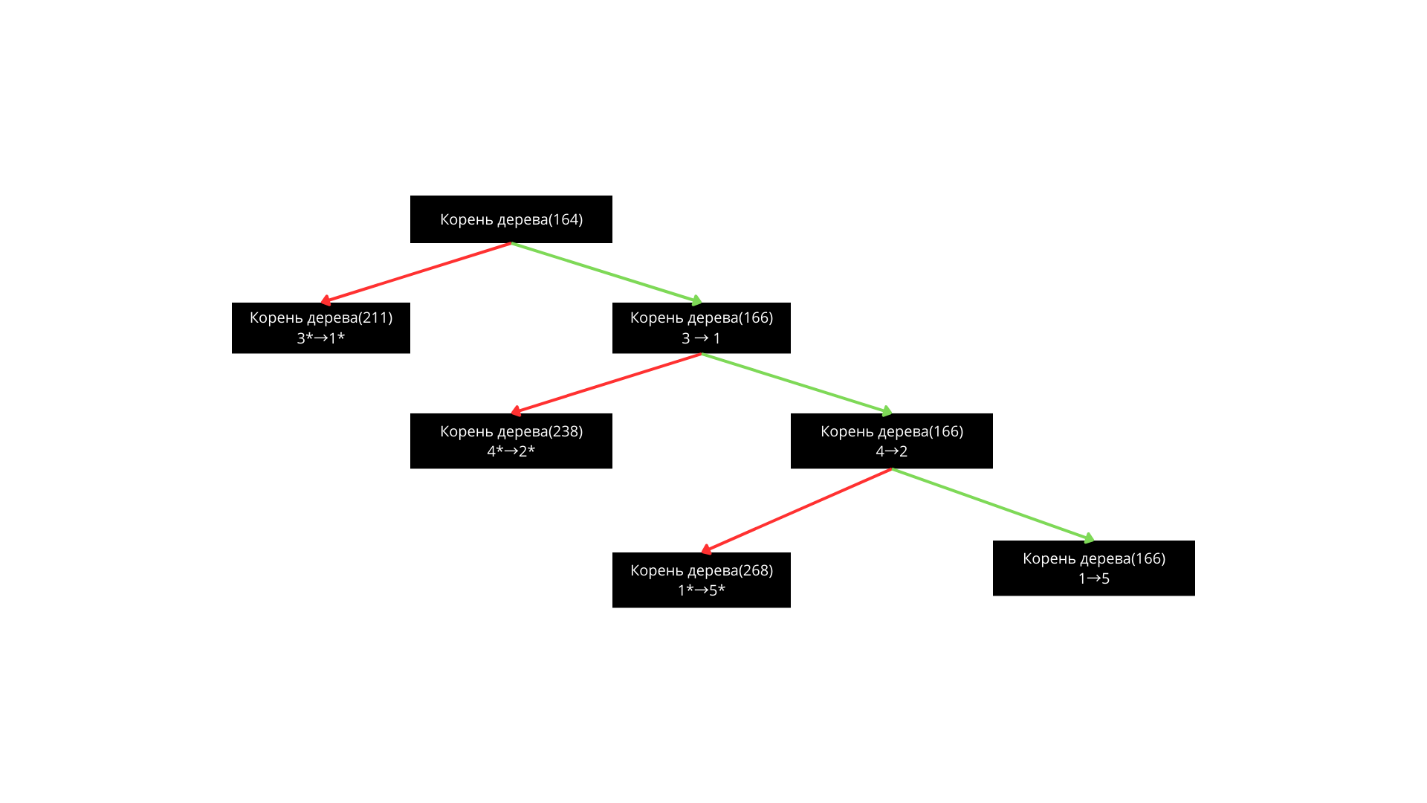 Корень дерева(164)
Корень дерева(211)
3*→1*
Корень дерева(166)
3 → 1
Корень дерева(238)
4*→2*
Корень дерева(166)
4→2
Корень дерева(268)
1*→5*
Корень дерева(166)
1→5